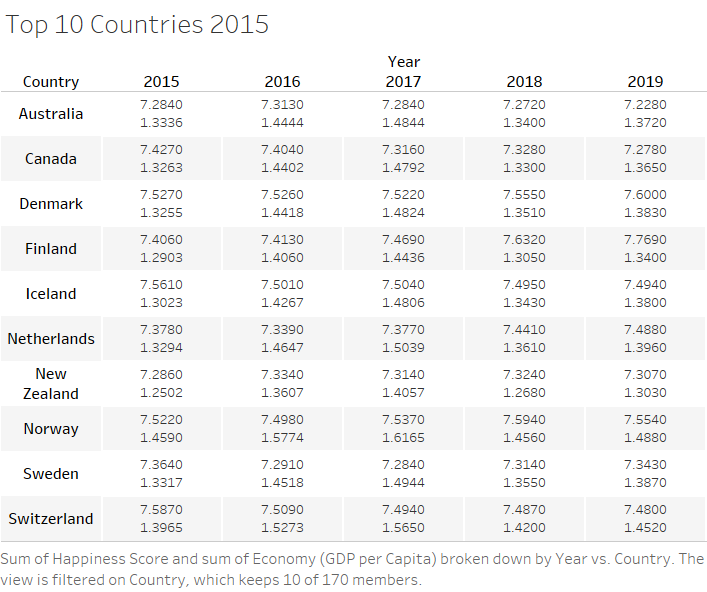 Top 10 Countries 2015
Year
Country 2015 2016 2017 2018 2019
Australia 7.2840 7.3130 7.2840 7.2720 7.2280
1.3336 1.4444 1.4844 1.3400 1.3720
Canada 7.4270 7.4040 7.3160 7.3280 7.2780
1.3263 1.4402 1.4792 1.3300 1.3650
Denmark 7.5270 7.5260 7.5220 7.5550 7.6000
1.3255 1.4418 1.4824 1.3510 1.3830
Finland 7.4060 7.4130 7.4690 7.6320 7.7690
1.2903 1.4060 1.4436 1.3050 1.3400
Iceland 7.5610 7.5010 7.5040 7.4950 7.4940
1.3023 1.4267 1.4806 1.3430 1.3800
Netherlands 7.3780 7.3390 7.3770 7.4410 7.4880
1.3294 1.4647 1.5039 1.3610 1.3960
New 7.2860 7.3340 7.3140 7.3240 7.3070
Zealand 1.2502 1.3607 1.4057 1.2680 1.3030
Norway 7.5220 7.4980 7.5370 7.5940 7.5540
1.4590 1.5774 1.6165 1.4560 1.4880
Sweden 7.3640 7.2910 7.2840 7.3140 7.3430
1.3317 1.4518 1.4944 1.3550 1.3870
Switzerland 7.5870 7.5090 7.4940 7.4870 7.4800
1.3965 1.5273 1.5650 1.4200 1.4520
Sum of Happiness Score and sum of Economy (GDP per Capita) broken down by Year vs. Country. The
view is filtered on Country, which keeps 10 of 170 members.